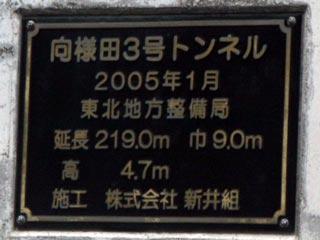 向様田3号トンネル
2005年1月
東北地方整備局
延長 219.0m 巾 9.0m
高 4.7m
施工 株式会社 新井組